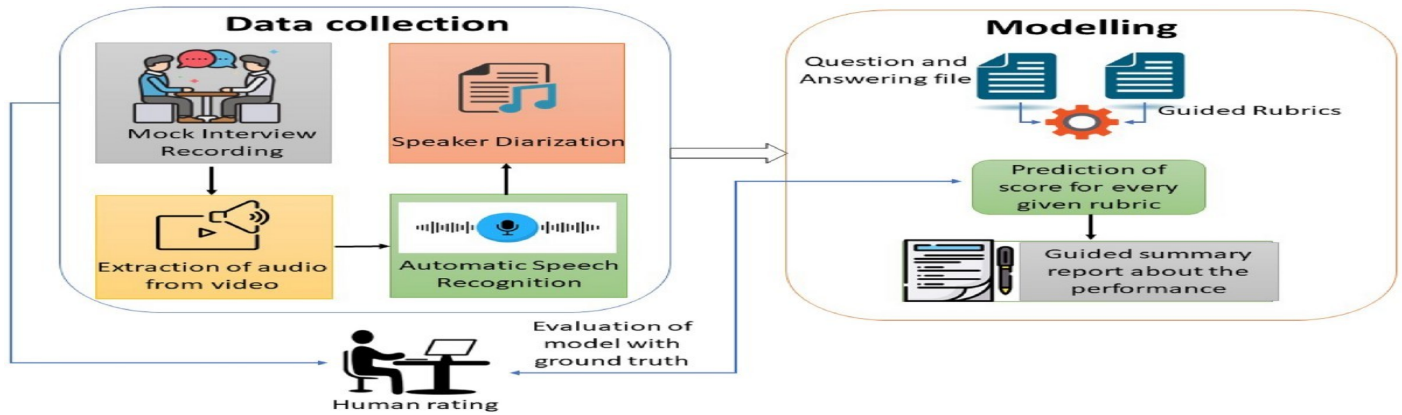 Data collection
Mock Interview
Recording
Speaker Diarization
Extraction of audio
from video
Automatic Speech
Recognition
Modelling
Question and
Answering file
Guided Rubrics
Prediction of
score for every
given rubric
Guided summary
report about the
performance
Evaluation of
model with
ground truth
Human rating